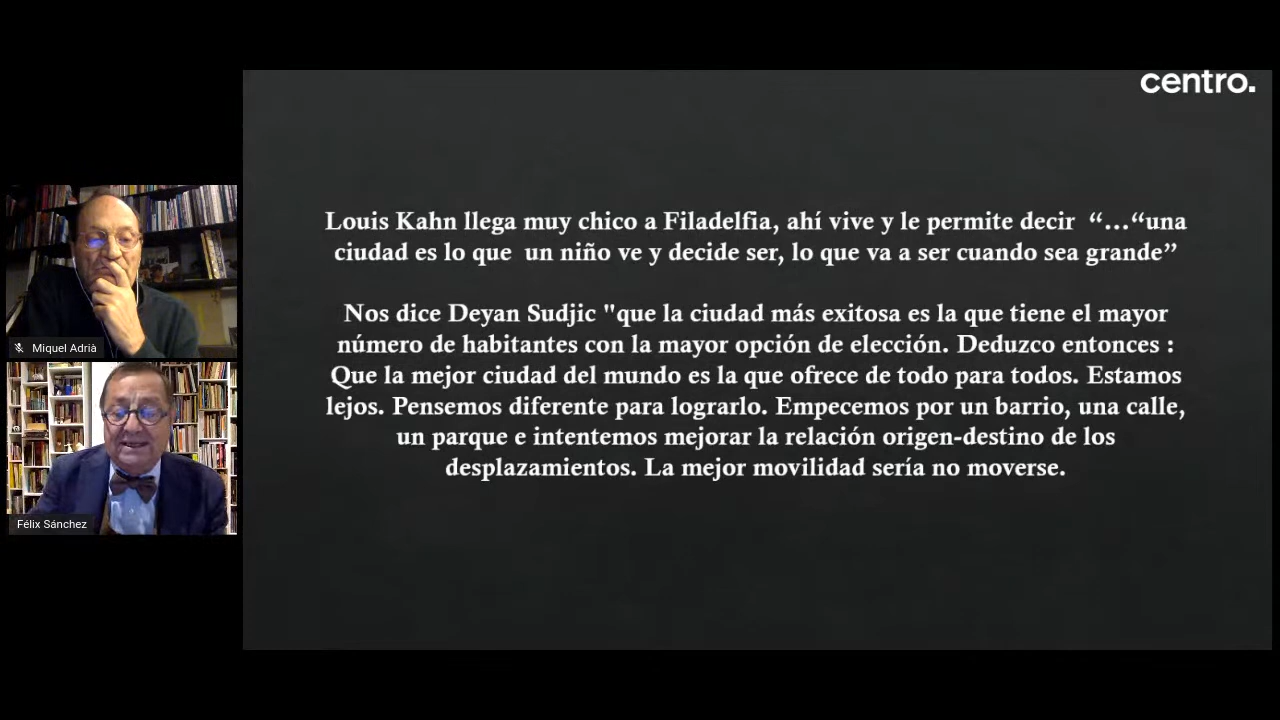 centro.
Louis Kahn llega muy chico a Filadelfia, ahí vive y le permite decir “…“una
ciudad es lo que un niño ve y decide ser, lo que va a ser cuando sea grande”
Nos dice Deyan Sudjic "que la ciudad más exitosa es la que tiene el mayor
número de habitantes con la mayor opción de elección. Deduzco entonces :
Que la mejor ciudad del mundo es la que ofrece de todo para todos. Estamos
lejos. Pensemos diferente para lograrlo. Empecemos por un barrio, una calle,
un parque e intentemos mejorar la relación origen-destino de los
desplazamientos. La mejor movilidad sería no moverse.
Miquel Adrià
Félix Sánchez